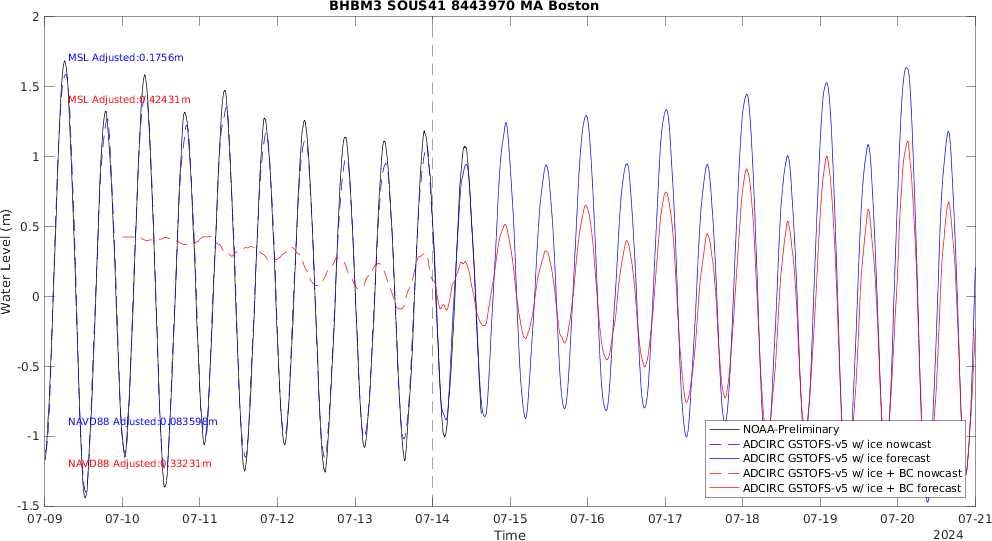 BHBM3 SOUS41 8443970 MA Boston
2
1.5
1
0.5
0
-0.5
-1
-1.5
Water Level (m)
MSL Adjusted:0.1756m
MSL Adjusted:0.42431m
NAVD88 Adjusted:0.083598m
NAVD88 Adjusted:0.33231m
NOAA-Preliminary
ADCIRC GSTOFS-v5 w/ ice nowcast
ADCIRC GSTOFS-v5 w/ ice forecast
ADCIRC GSTOFS-v5 w/ ice + BC nowcast
ADCIRC GSTOFS-v5 w/ ice + BC forecast
07-09 07-10 07-11 07-12 07-13 07-14 07-15 07-16 07-17 07-18 07-19 07-20 07-21
Time
2024